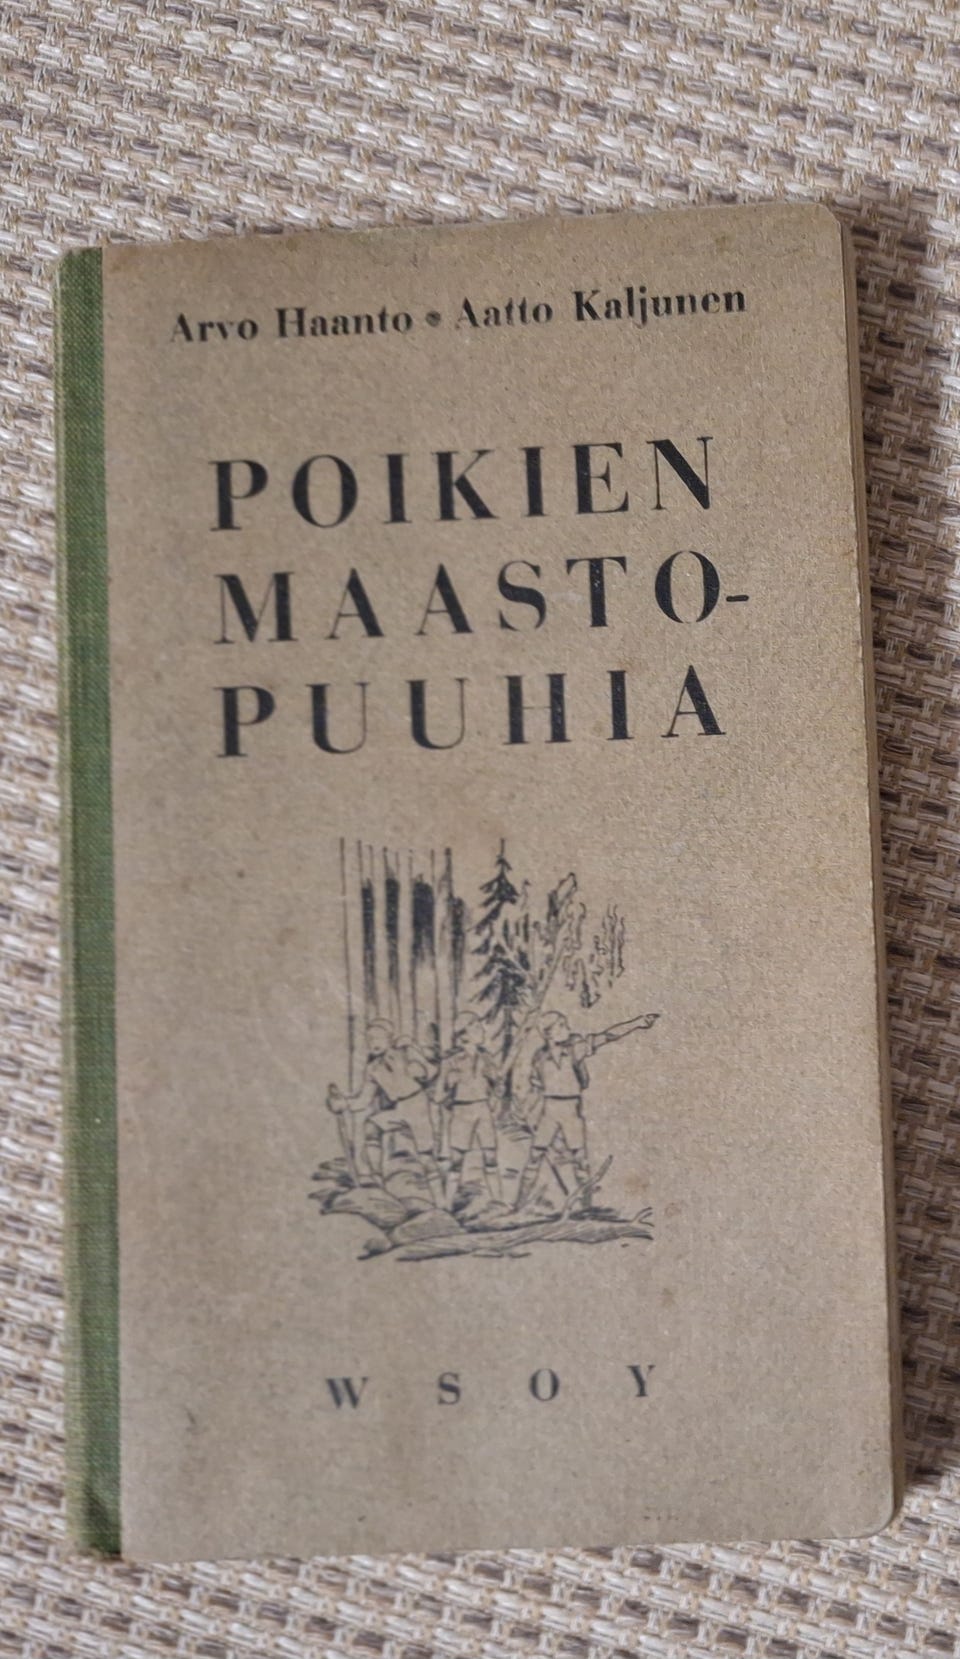 Arvo Haanto • Aatto Kaljunen
POIKIEN
MAASTO-
PUUHIA
WSOY